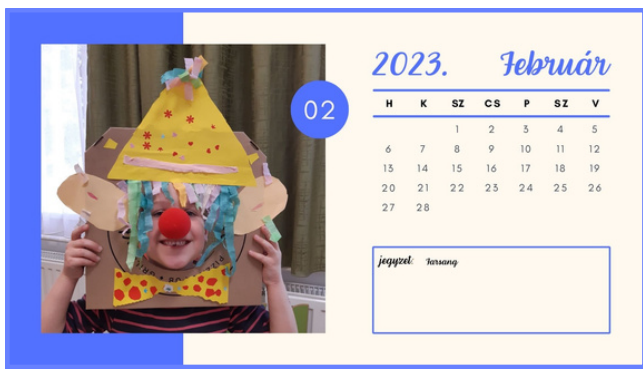 02
2023. Február
H K SZ CS P SZ V
1 2 3 4 5
6 7 8 9 10 11 12
13 14 15 16 17 18 19
20 21 22 23 24 25 26
27 28
jegyzet: Farsang